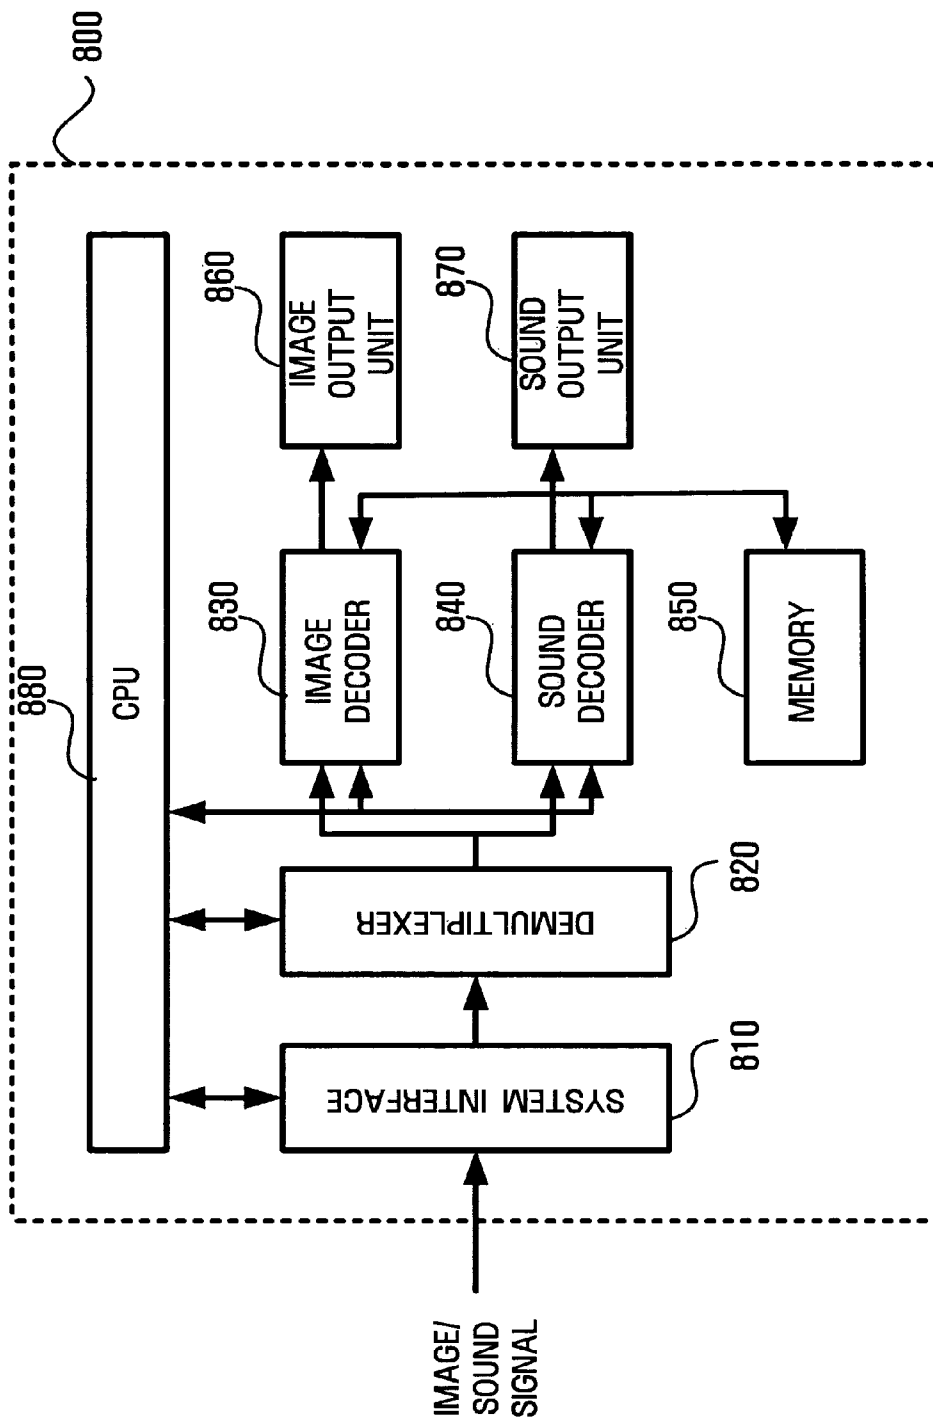 800
880
CPU
860
IMAGE
OUTPUT
UNIT
870
SOUND
OUTPUT
UNIT
830
IMAGE
DECODER
840
SOUND
DECODER
850
MEMORY
DEMULTIPLEXER
820
SYSTEM INTERFACE
810
IMAGE/
SOUND
SIGNAL